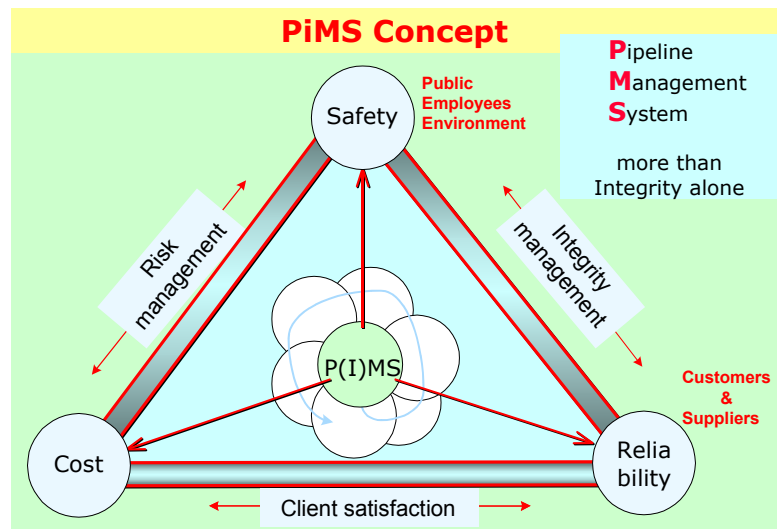 PiMS Concept
Pipeline
Management
System
more than
Integrity alone
Public
Employees
Environment
Safety
Risk
management
Integrity
management
P(I)MS
Customers
&
Suppliers
Cost
Relia
bility
Client satisfaction